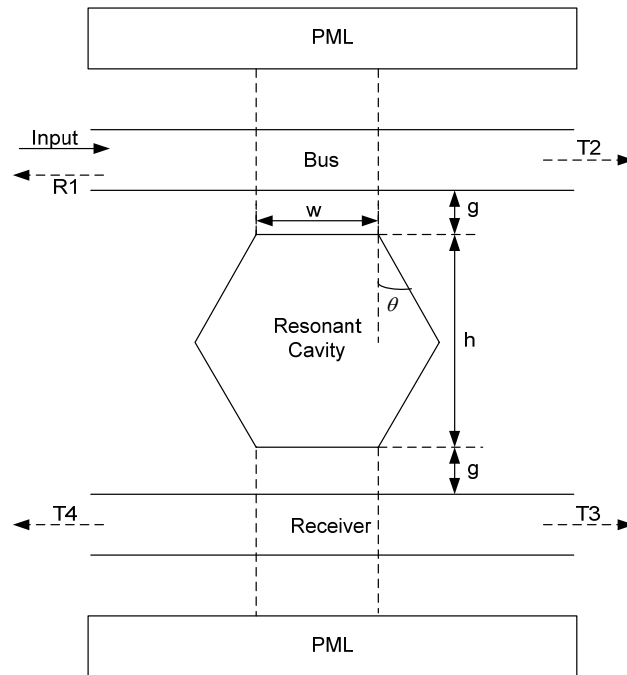 PML
Input
R1
Bus
T2
w
g
θ
Resonant
Cavity
h
g
T4
Receiver
T3
PML